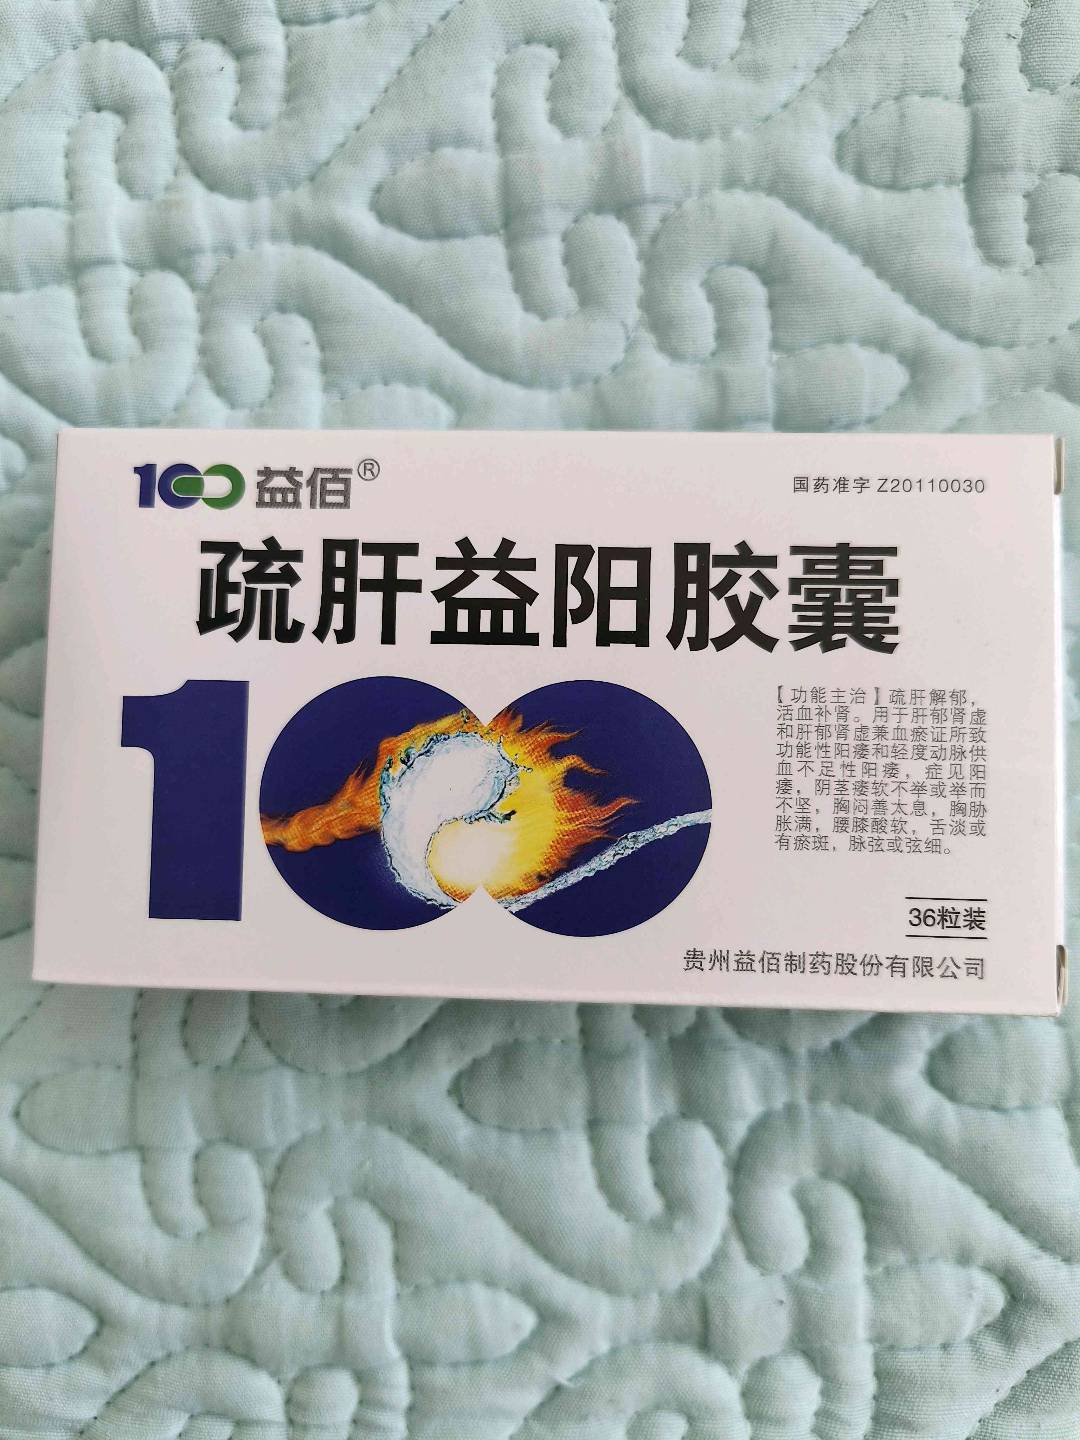 100 益佰®
国药准字 Z20110030
疏肝益阳胶囊
100
【功能主治】疏肝解郁，
活血补肾。用于肝郁肾虚
和肝郁肾虚兼血瘀证所致
功能性阳痿和轻度动脉供
血不足性阳痿，症见阳
痿，阴茎痿软不举或举而
不坚，胸闷善太息，胸胁
胀满，腰膝酸软，舌淡或
有瘀斑，脉弦或弦细。
36粒装
贵州益佰制药股份有限公司